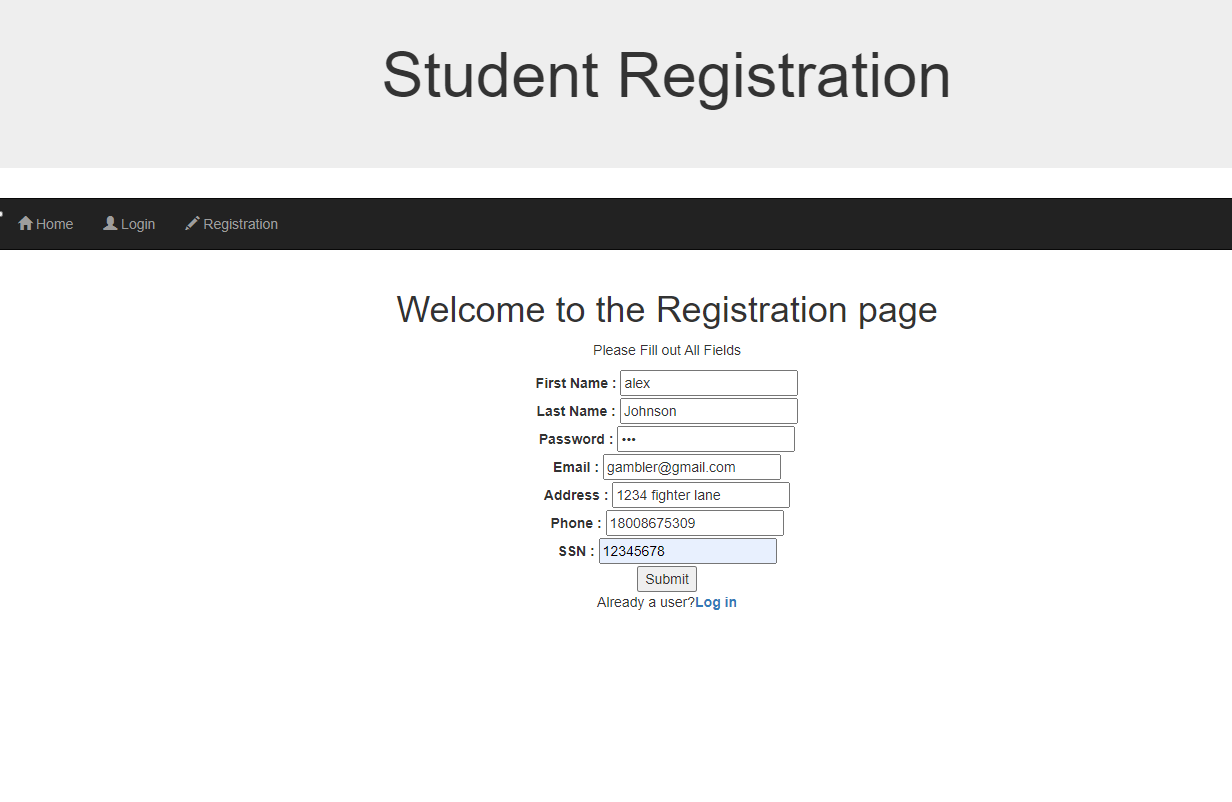 Student Registration
Home Login Registration
Welcome to the Registration page
Please Fill out All Fields
First Name : alex
Last Name : Johnson
Password : •••
Email : gambler@gmail.com
Address : 1234 fighter lane
Phone : 18008675309
SSN : 12345678
Submit
Already a user?Log in